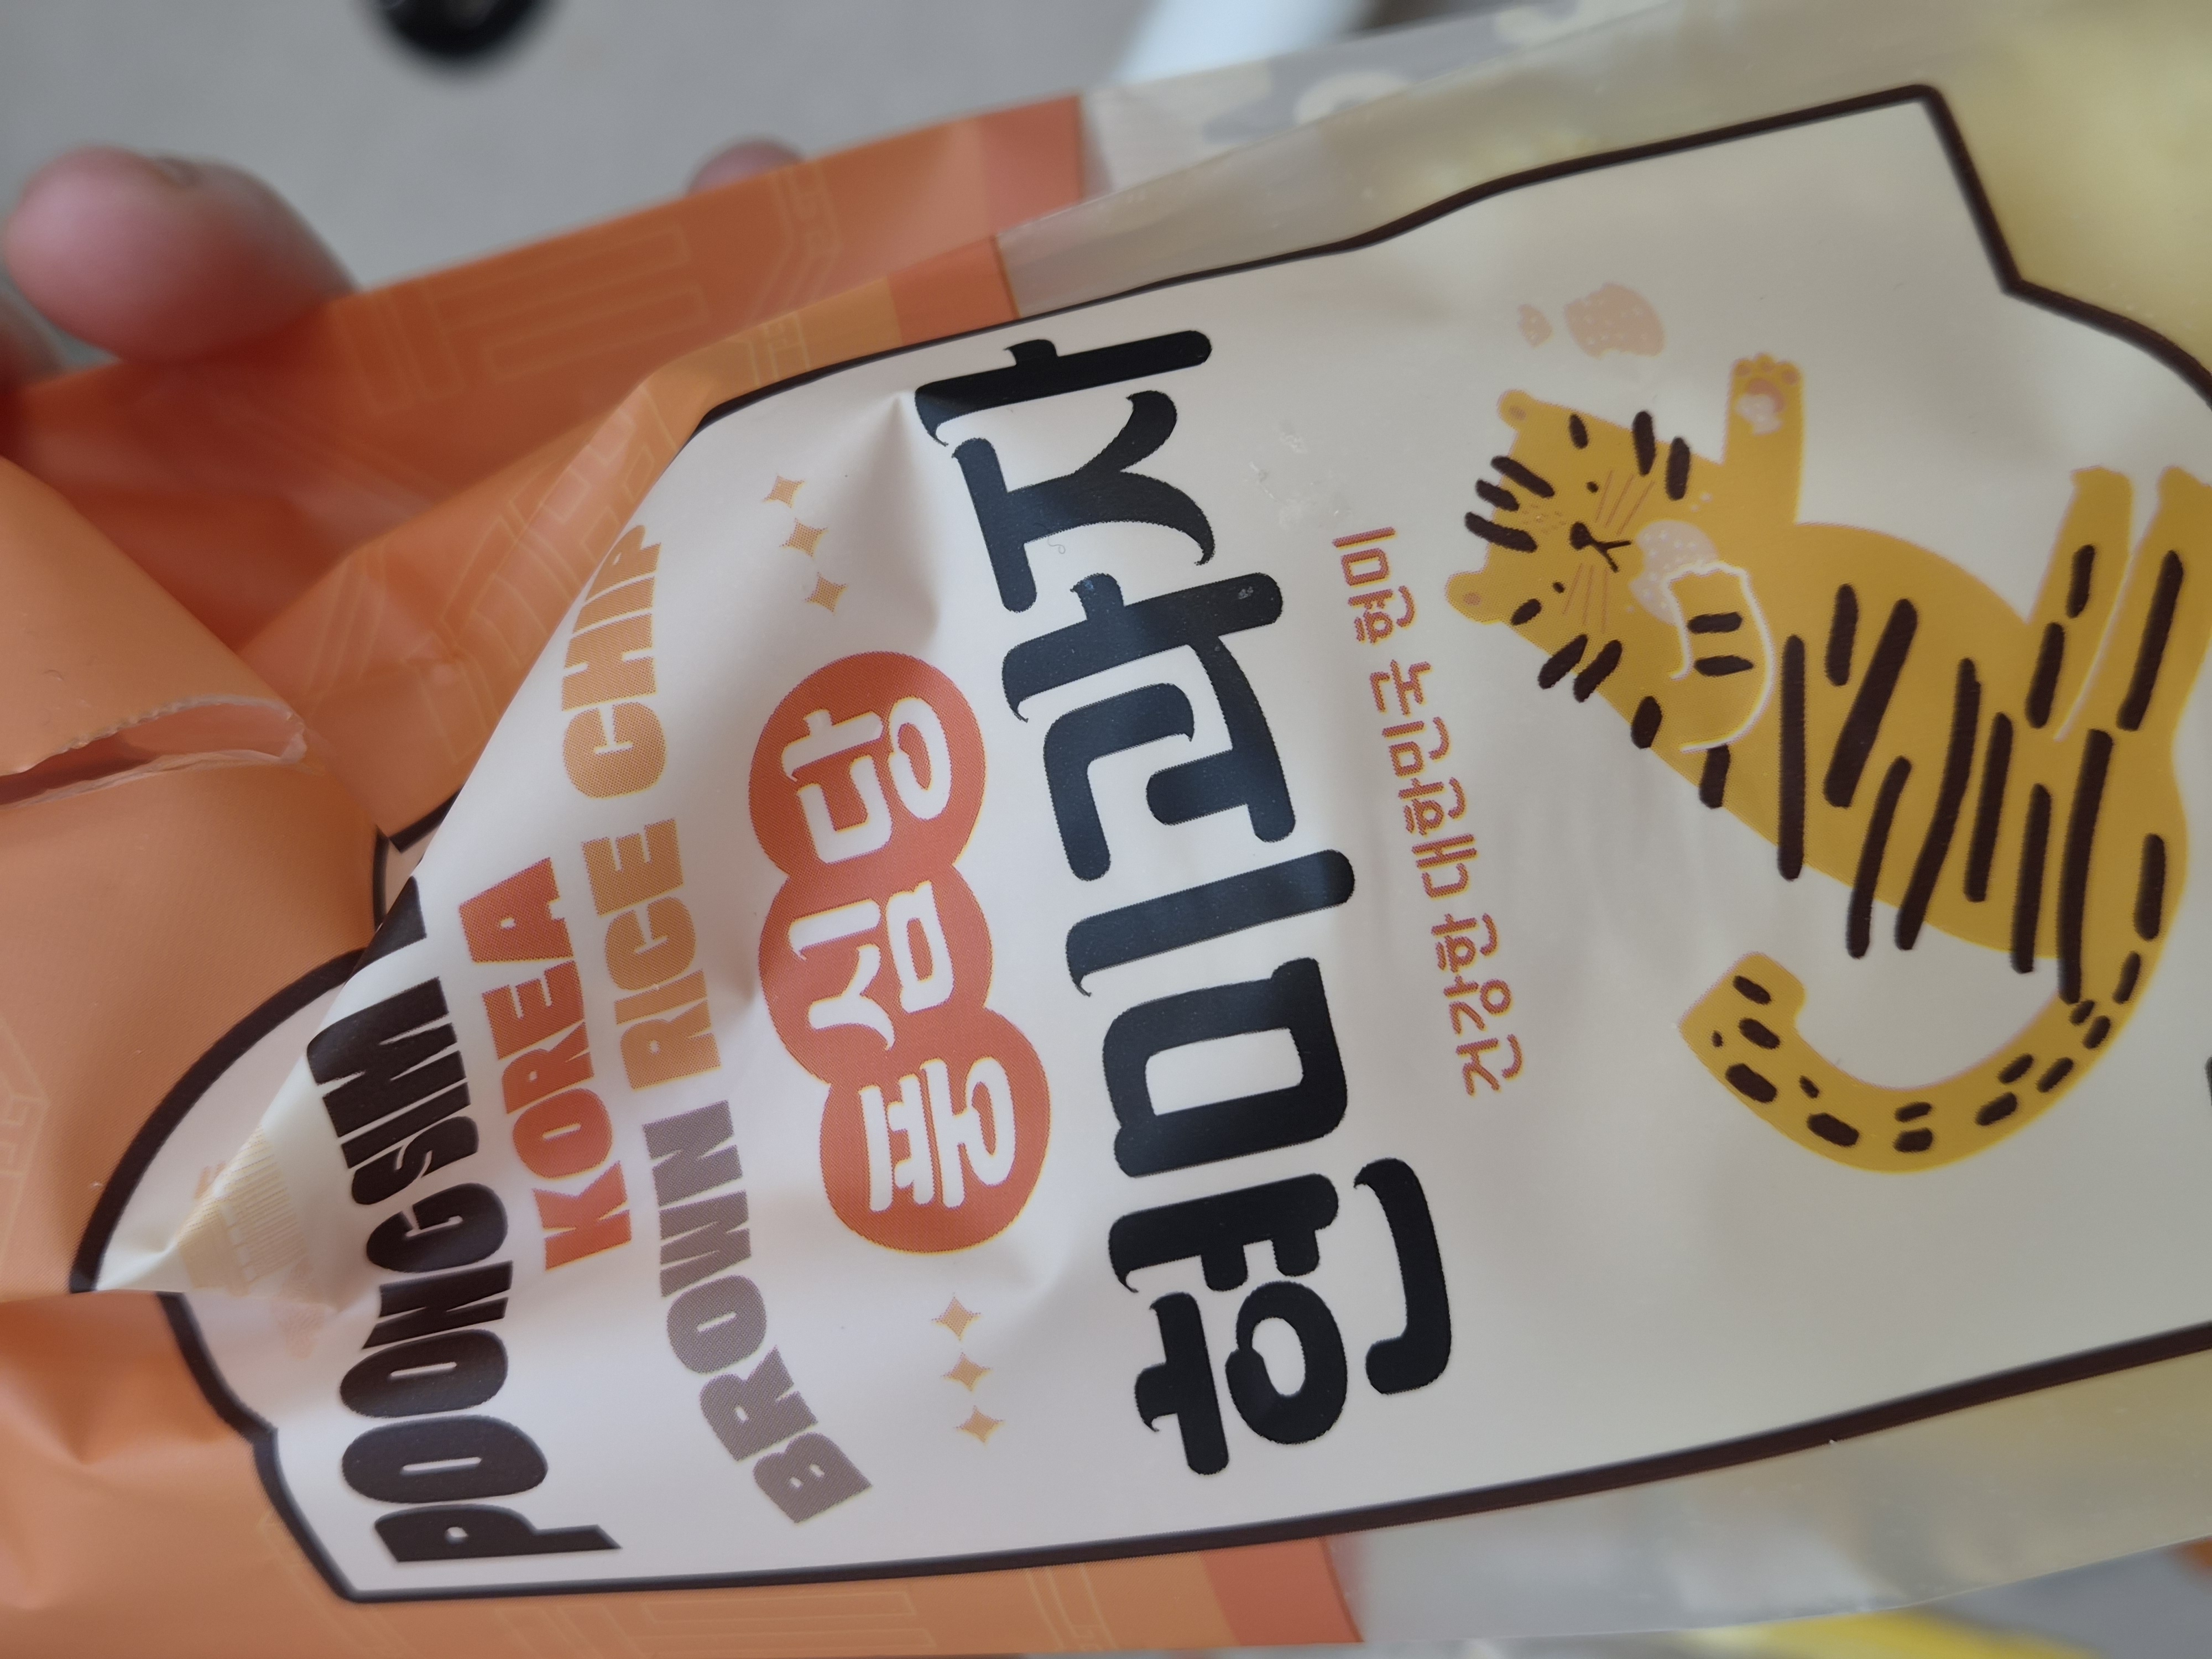 POONGSIM
KOREA
BROWN RICE CHIP
풍심당
현미과자
건강한 대한민국 현미